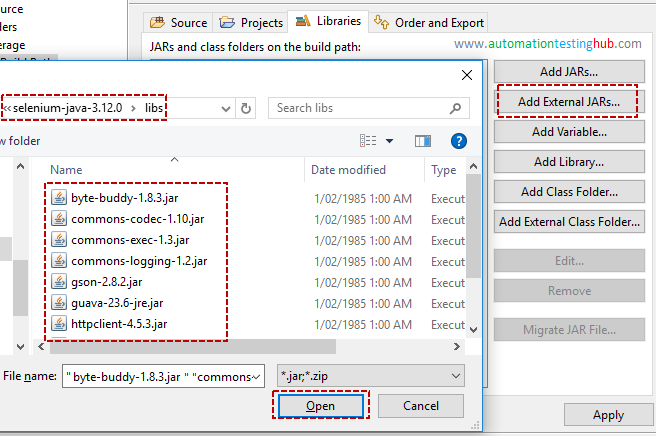 ource
ders
erage
Source
Projects
Libraries
Order and Export
JARs and class folders on the build path:
www.automationtestinghub.com
« selenium-java-3.12.0 > libs
Search libs
w folder
?
Name
Date modified
Type
byte-buddy-1.8.3.jar 1/02/1985 1:00 AM Execut
commons-codec-1.10.jar 1/02/1985 1:00 AM Execut
commons-exec-1.3.jar 1/02/1985 1:00 AM Execut
commons-logging-1.2.jar 1/02/1985 1:00 AM Execut
gson-2.8.2.jar 1/02/1985 1:00 AM Execut
guava-23.6-jre.jar 1/02/1985 1:00 AM Execut
httpclient-4.5.3.jar 1/02/1985 1:00 AM Execut
File name:
"byte-buddy-1.8.3.jar" "commons
*.jar;*.zip
Open
Cancel
Add JARs...
Add External JARs...
Add Variable...
Add Library...
Add Class Folder...
Add External Class Folder...
Edit...
Remove
Migrate JAR File...
Apply